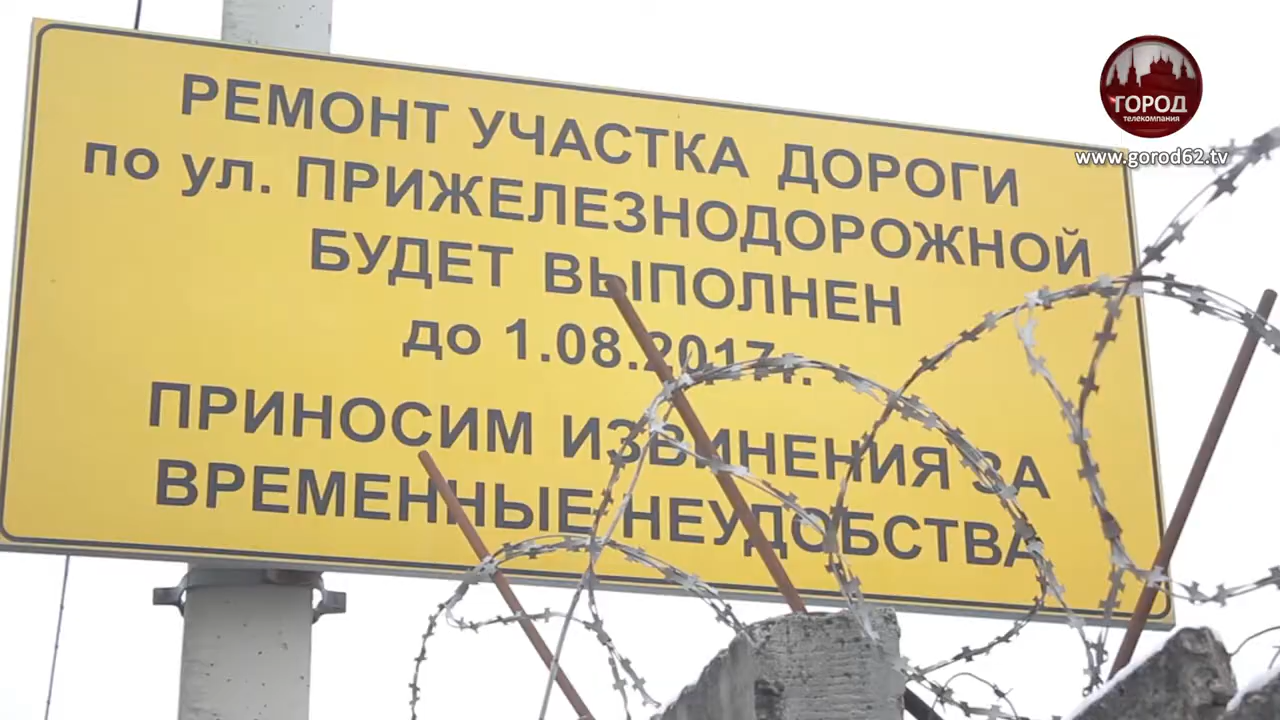 РЕМОНТ УЧАСТКА ДОРОГИ
по ул. ПРИЖЕЛЕЗНОДОРОЖНОЙ
БУДЕТ ВЫПОЛНЕН
до 1.08.2017г.
ПРИНОСИМ ИЗВИНЕНИЯ ЗА
ВРЕМЕННЫЕ НЕУДОБСТВА
ГОРОД
телекомпания
www.gorod62.tv